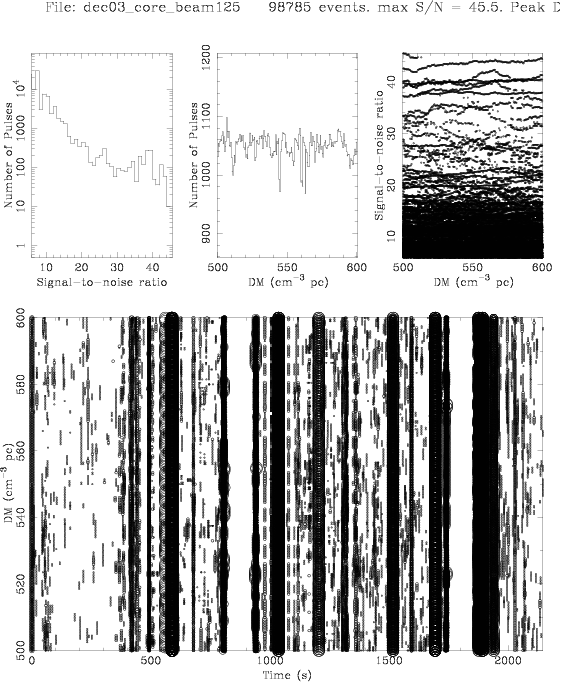 File: dec03_core_beam125 98785 events. max S/N = 45.5. Peak D
Number of Pulses
1 10 100 1000 10^4
10 20 30 40
Signal-to-noise ratio
Number of Pulses
900 1000 1100 1200
500 550 600
DM (cm^-3 pc)
Signal-to-noise ratio
10 20 30 40
500 550 600
DM (cm^-3 pc)
DM (cm^-3 pc)
500 520 540 560 580 600
0 500 1000 1500 2000
Time (s)